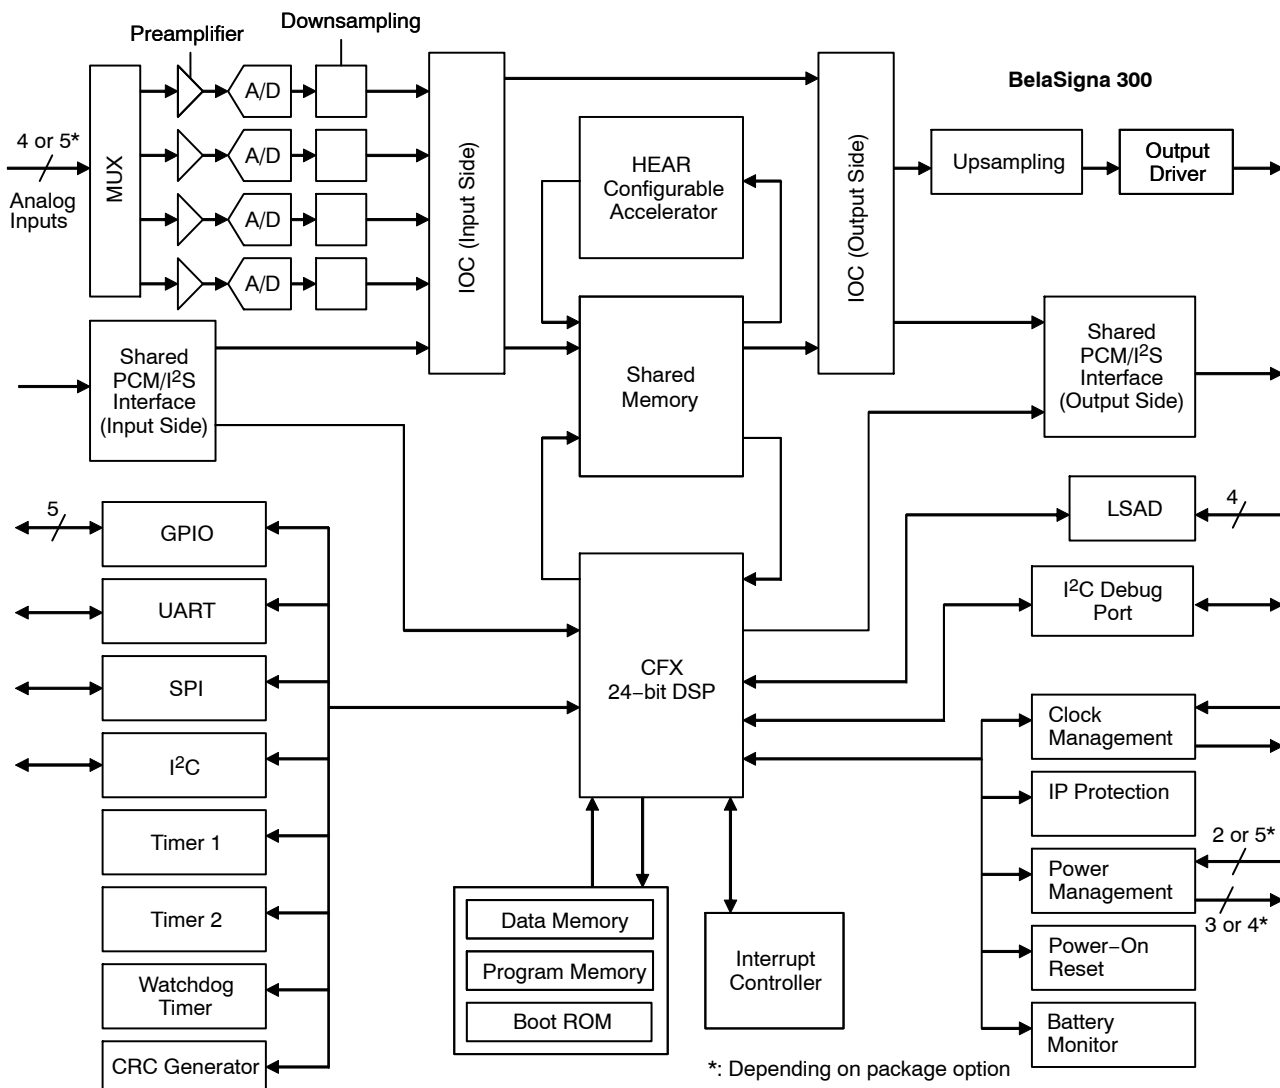 Preamplifier
Downsampling
BelaSigna 300
4 or 5*
Analog
Inputs
MUX
A/D
A/D
A/D
A/D
IOC (Input Side)
HEAR
Configurable
Accelerator
IOC (Output Side)
Upsampling
Output
Driver
Shared
PCM/I²S
Interface
(Input Side)
Shared
Memory
Shared
PCM/I²S
Interface
(Output Side)
5
GPIO
UART
SPI
I²C
Timer 1
Timer 2
Watchdog
Timer
CRC Generator
CFX
24−bit DSP
Data Memory
Program Memory
Boot ROM
Interrupt
Controller
LSAD
4
I²C Debug
Port
Clock
Management
IP Protection
Power
Management
2 or 5*
3 or 4*
Power−On
Reset
Battery
Monitor
*: Depending on package option